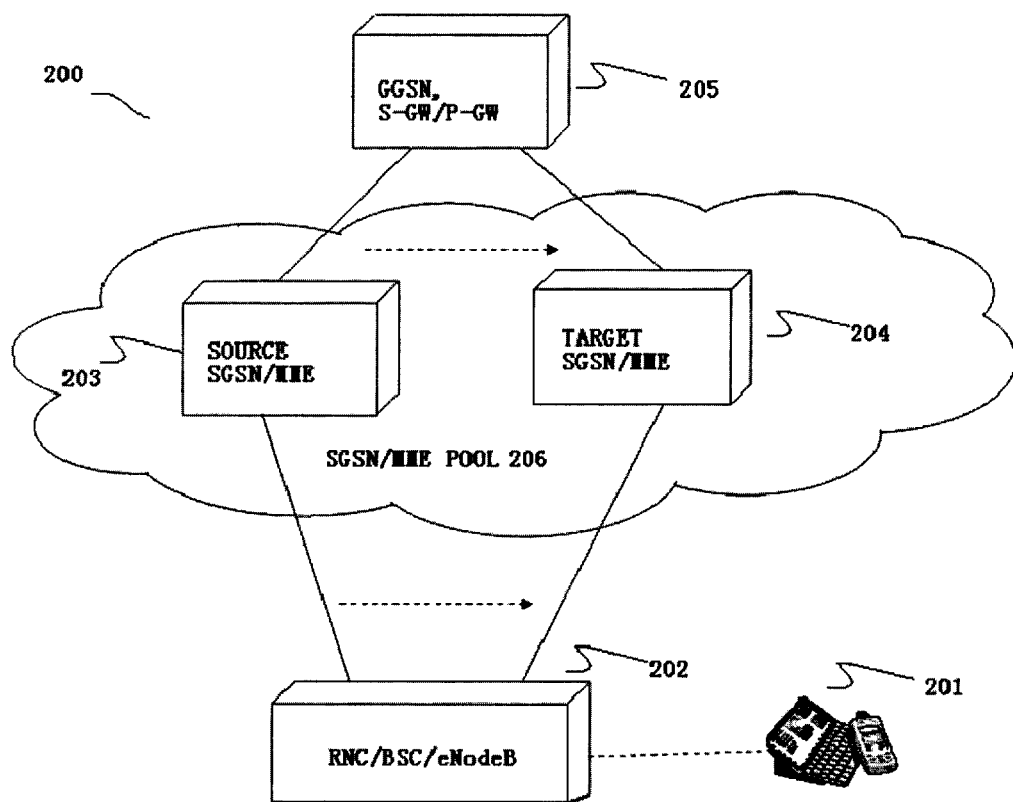 200
GGSN,
S-GW/P-GW
205
SOURCE
SGSN/MME
203
TARGET
SGSN/MME
204
SGSN/MME POOL 206
202
RNC/BSC/eNodeB
201